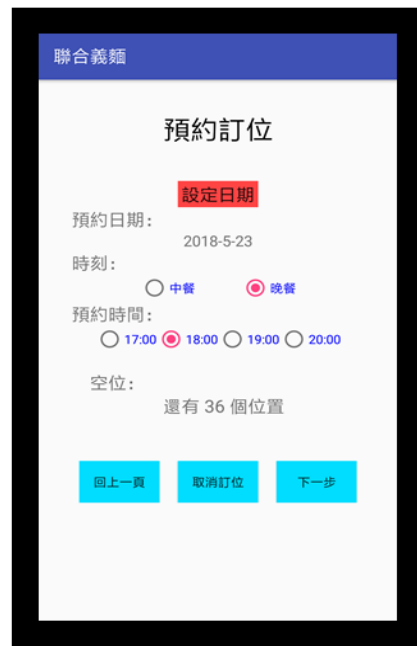 聯合義麵
預約訂位
設定日期
預約日期:
2018-5-23
時刻:
中餐 晚餐
預約時間:
17:00 18:00 19:00 20:00
空位:
還有 36 個位置
回上一頁 取消訂位 下一步